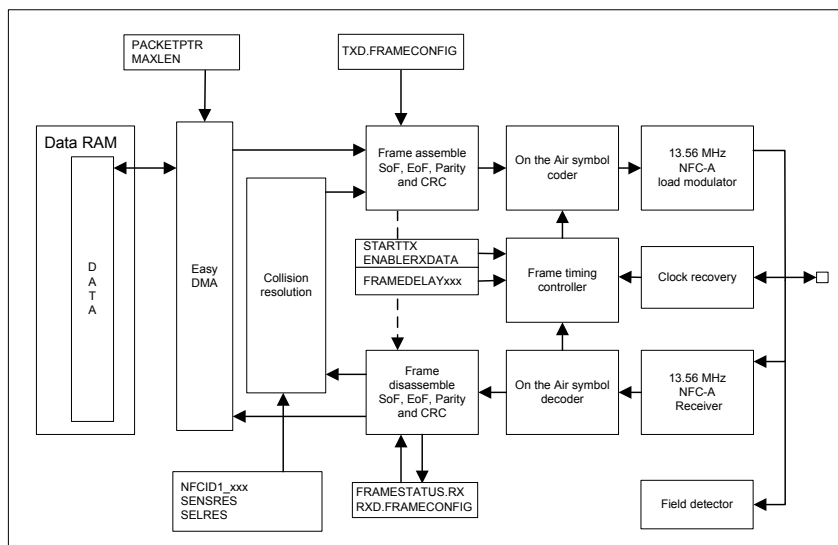 PACKETPTR
MAXLEN
TXD.FRAMECONFIG
Data RAM
D
A
T
A
Easy
DMA
Collision
resolution
Frame assemble
SoF, EoF, Parity
and CRC
On the Air symbol
coder
13.56 MHz
NFC-A
load modulator
STARTTX
ENABLERXDATA
FRAMEDELAYxxx
Frame timing
controller
Clock recovery
Frame
disassemble
SoF, EoF, Parity
and CRC
On the Air symbol
decoder
13.56 MHz
NFC-A
Receiver
NFCID1_xxx
SENSRES
SELRES
FRAMESTATUS.RX
RXD.FRAMECONFIG
Field detector